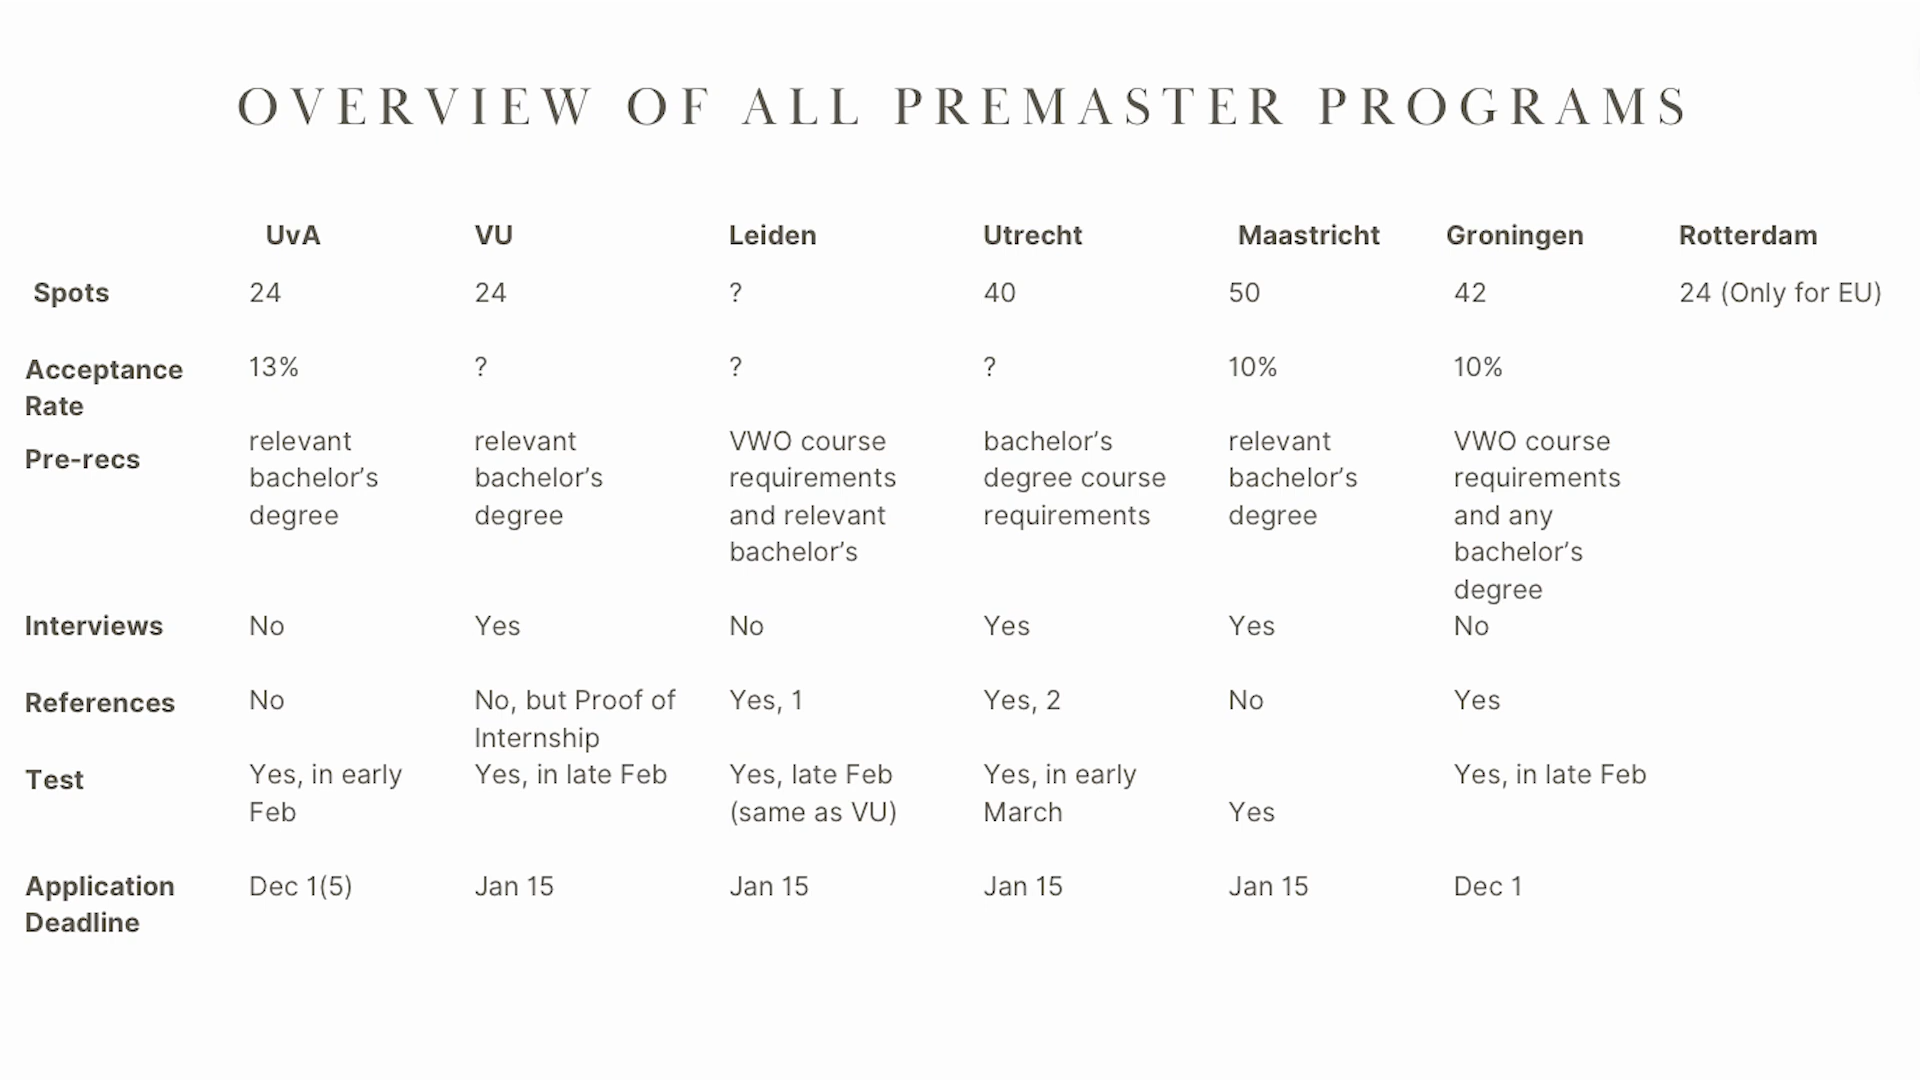 OVERVIEW OF ALL PREMASTER PROGRAMS
UvA VU Leiden Utrecht Maastricht Groningen Rotterdam
Spots 24 24 ? 40 50 42 24 (Only for EU)
Acceptance 13% ? ? ? 10% 10%
Rate
Pre-recs
relevant relevant VWO course bachelor’s relevant VWO course
bachelor’s bachelor’s requirements degree course bachelor’s requirements
degree degree and relevant requirements degree and any
bachelor’s bachelor’s
degree
Interviews No Yes No Yes Yes No
References No No, but Proof of Yes, 1 Yes, 2 No Yes
Internship
Test Yes, in early Yes, in late Feb Yes, late Feb Yes, in early Yes, in late Feb
Feb (same as VU) March Yes
Application Dec 1(5) Jan 15 Jan 15 Jan 15 Jan 15 Dec 1
Deadline